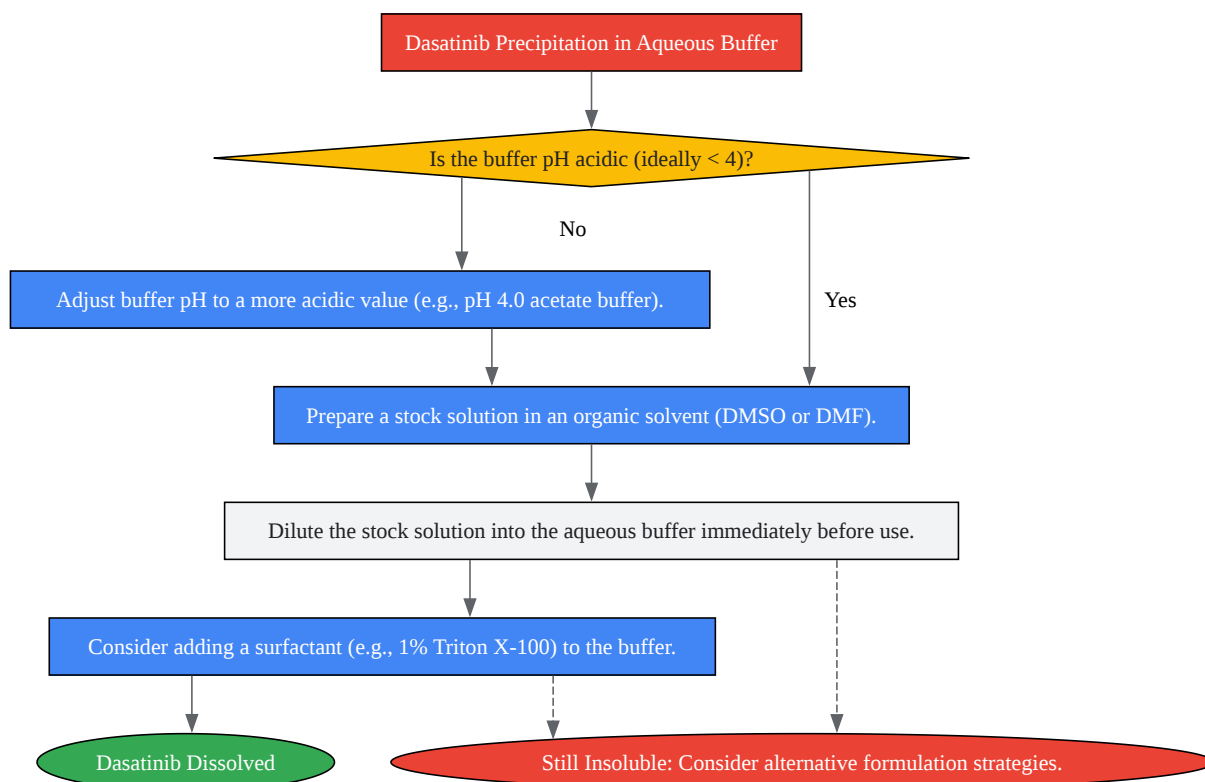 Dasatinib Precipitation in Aqueous Buffer
Is the buffer pH acidic (ideally < 4)?
No
Adjust buffer pH to a more acidic value (e.g., pH 4.0 acetate buffer).
Yes
Prepare a stock solution in an organic solvent (DMSO or DMF).
Dilute the stock solution into the aqueous buffer immediately before use.
Consider adding a surfactant (e.g., 1% Triton X-100) to the buffer.
Dasatinib Dissolved
Still Insoluble: Consider alternative formulation strategies.